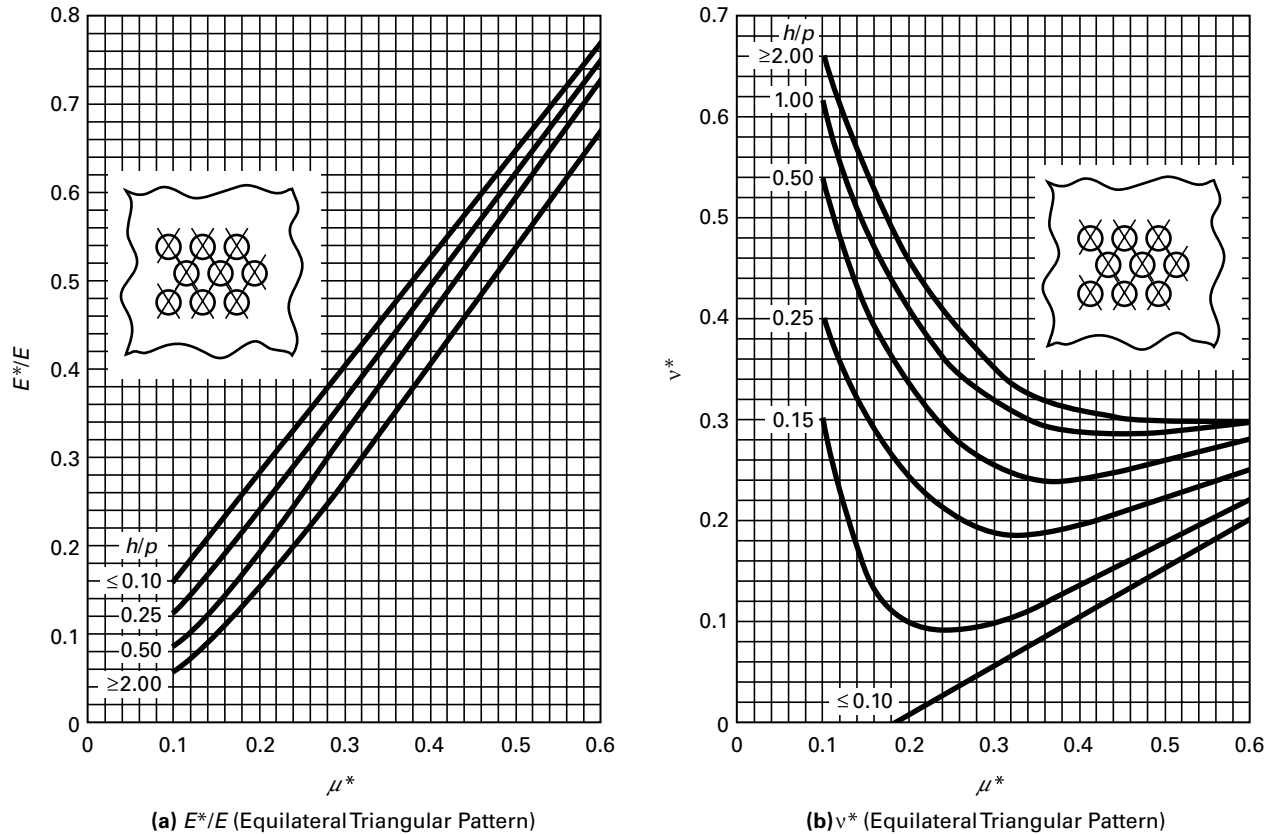 0.8
0.7
0.6
0.5
0.4
0.3
0.2
0.1
0
E*/E
h/p
≤ 0.10
0.25
0.50
≥2.00
0 0.1 0.2 0.3 0.4 0.5 0.6
μ*
(a) E*/E (Equilateral Triangular Pattern)
0.7
0.6
0.5
0.4
0.3
0.2
0.1
0
ν*
h/p
≥2.00
1.00
0.50
0.25
0.15
≤ 0.10
0 0.1 0.2 0.3 0.4 0.5 0.6
μ*
(b) ν* (Equilateral Triangular Pattern)